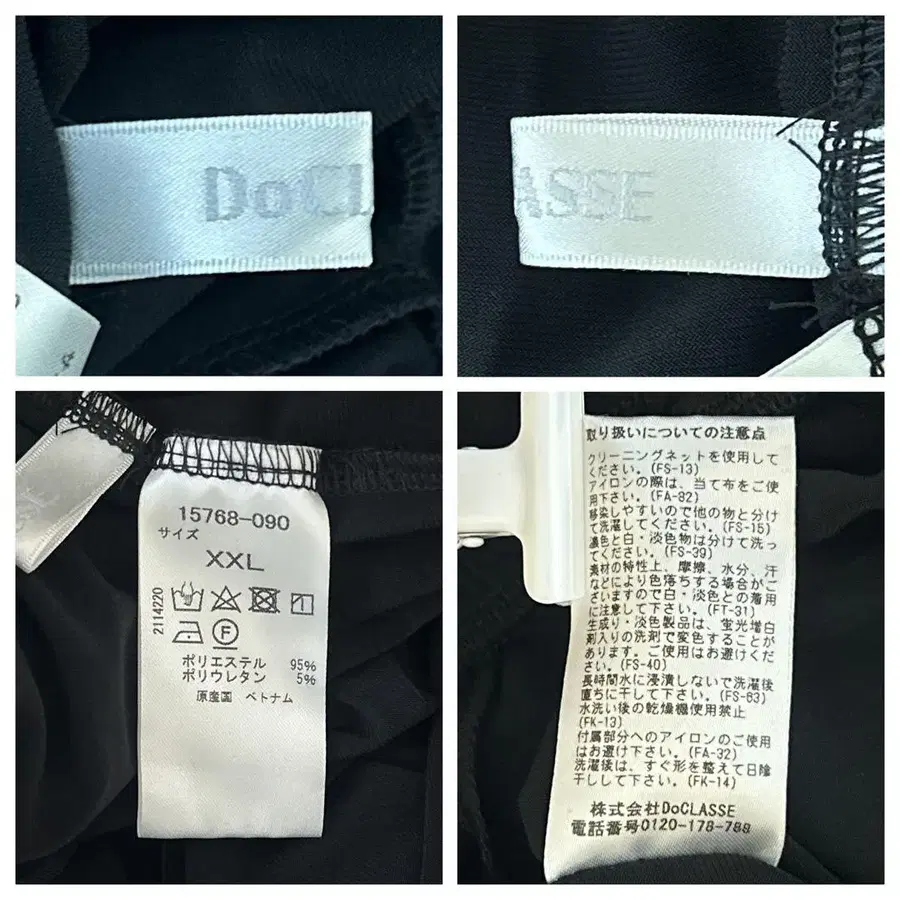 DoCL
ASSE
15768-090
サイズ
XXL
2114220
ポリエステル 95%
ポリウレタン 5%
原産国 ベトナム
取り扱いについての注意点
クリーニングネットを使用して
ください。(FS-13)
アイロンの際は、当て布をご使
用下さい。(FA-82)
移染しやすいので他の物と分け
て洗濯してください。(FS-15)
濃色と白・淡色物は分けて洗っ
てください。(FS-39)
素材の特性上、摩擦、水分、汗
などにより色落ちする場合がご
ざいますので白・淡色との着用
に注意して下さい。(FT-31)
生成り・淡色製品は、蛍光増白
剤入りの洗剤で変色することが
あります。ご使用はお避けくださ
い。(FS-40)
長時間水に浸漬しないで洗濯後
直ちに干して下さい。(FS-63)
水洗い後の乾燥機使用禁止
(FK-13)
付属部分へのアイロンのご使用
はお避け下さい。(FA-32)
洗濯後は、すぐ形を整えて日陰
干しして下さい。(FK-14)
株式会社DoCLASSE
電話番号0120-178-788